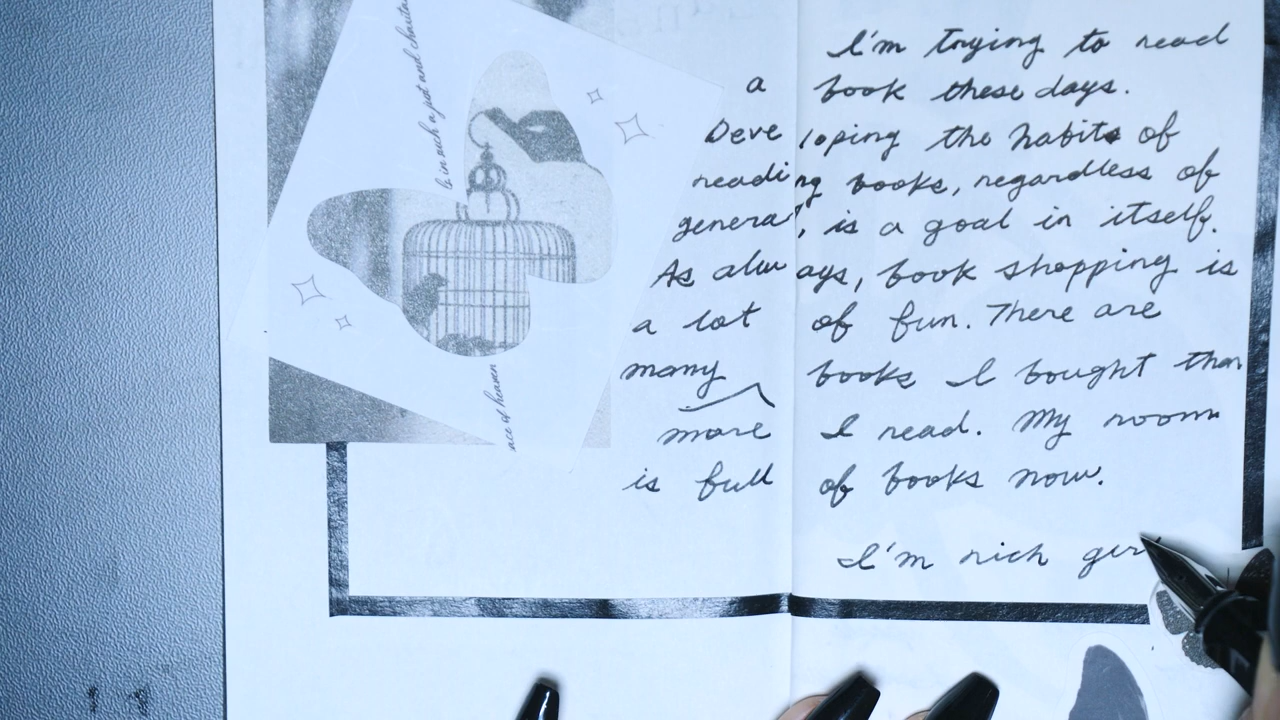 I'm trying to read
a book these days.
Developing the habits of
reading books, regardless of
general, is a goal in itself.
As always, book shopping is
a lot of fun. There are
many books I bought than
more I read. My room
is full of books now.
I'm rich gir